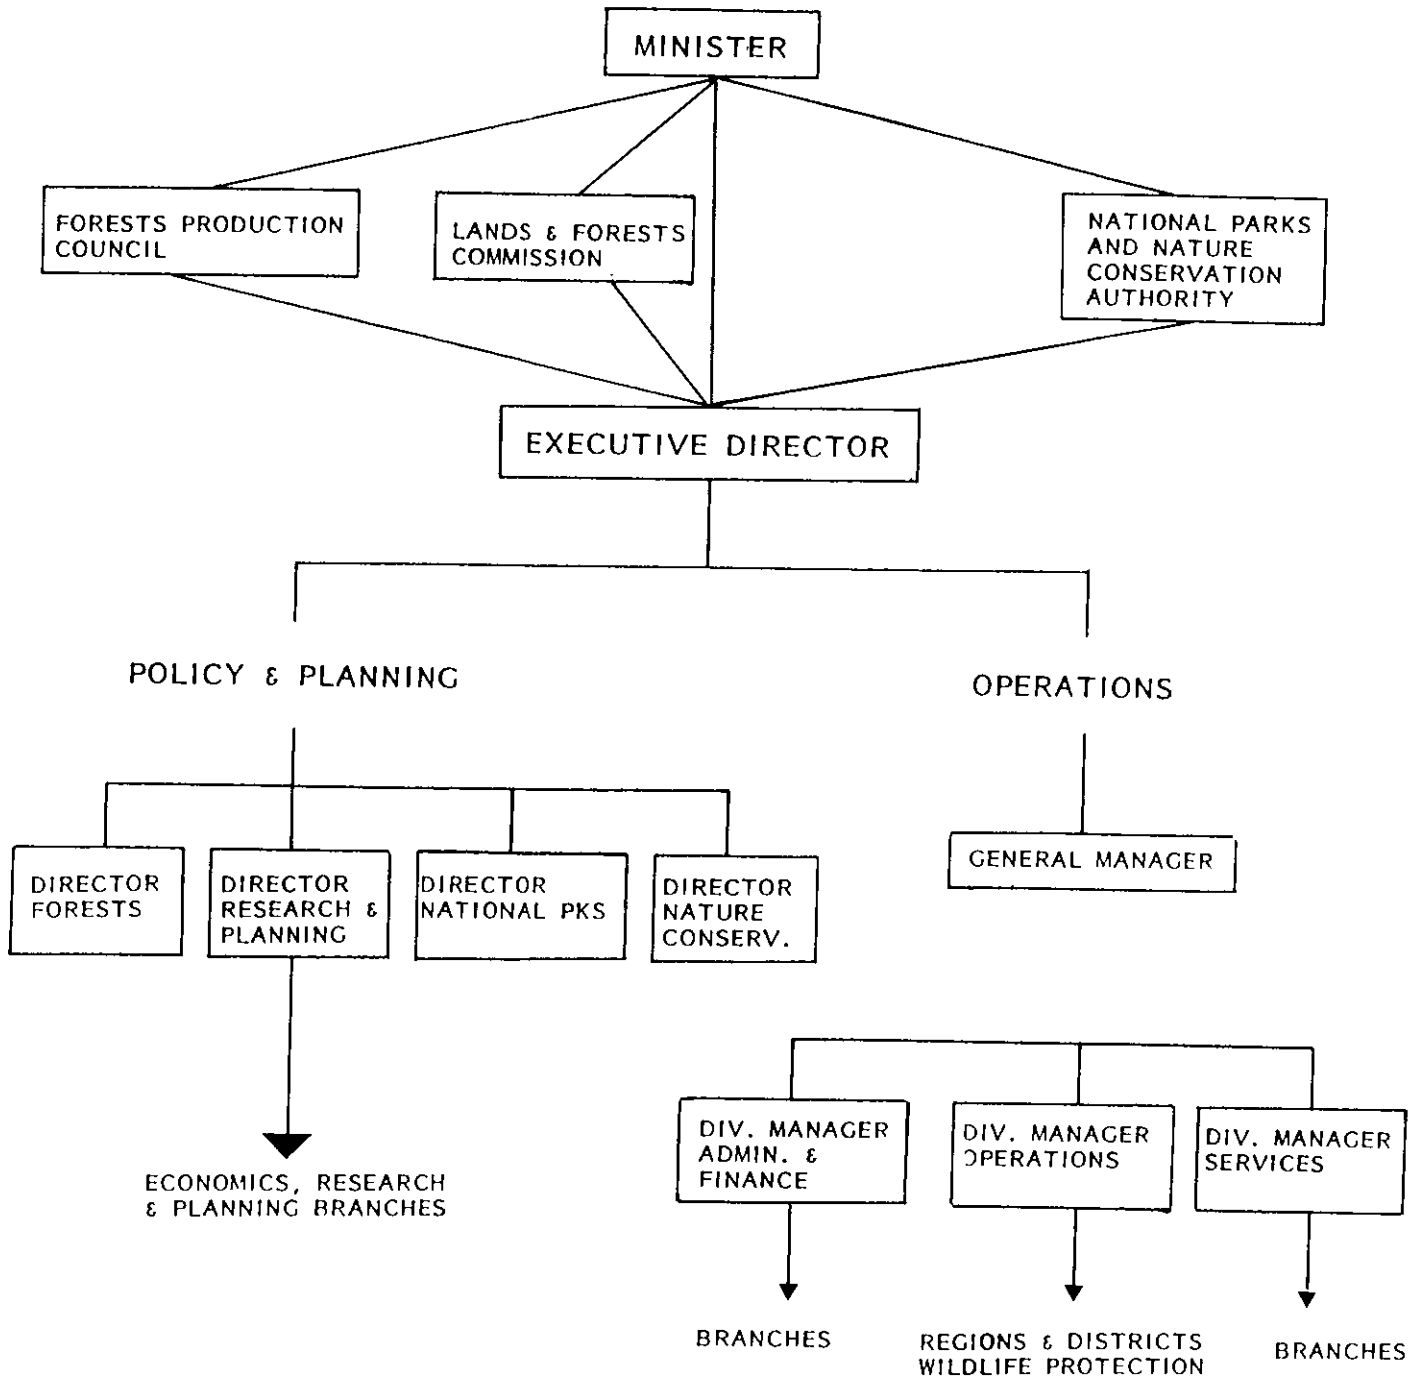 MINISTER
FORESTS PRODUCTION
COUNCIL
LANDS & FORESTS
COMMISSION
NATIONAL PARKS
AND NATURE
CONSERVATION
AUTHORITY
EXECUTIVE DIRECTOR
POLICY & PLANNING
OPERATIONS
DIRECTOR
FORESTS
DIRECTOR
RESEARCH &
PLANNING
DIRECTOR
NATIONAL PKS
DIRECTOR
NATURE
CONSERV.
GENERAL MANAGER
ECONOMICS, RESEARCH
& PLANNING BRANCHES
DIV. MANAGER
ADMIN. &
FINANCE
DIV. MANAGER
OPERATIONS
DIV. MANAGER
SERVICES
BRANCHES
REGIONS & DISTRICTS
WILDLIFE PROTECTION
BRANCHES